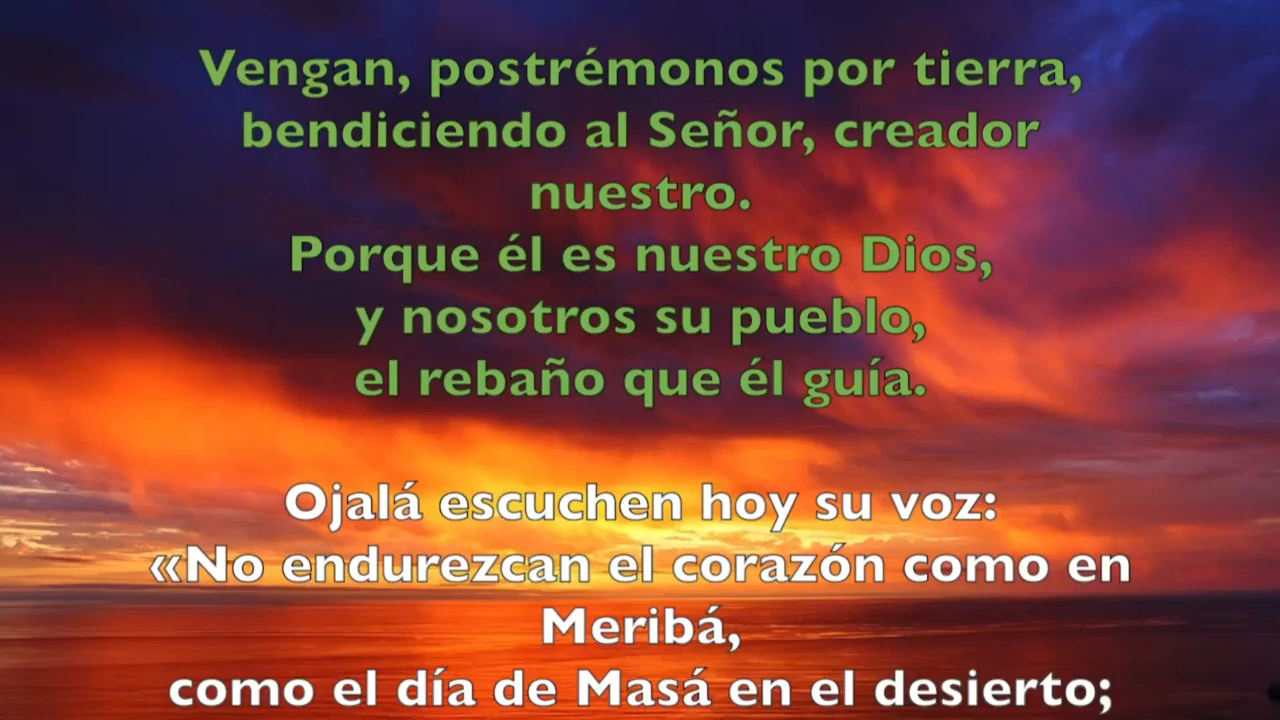 Vengan, postrémonos por tierra,
bendiciendo al Señor, creador
nuestro.
Porque él es nuestro Dios,
y nosotros su pueblo,
el rebaño que él guía.
Ojalá escuchen hoy su voz:
«No endurezcan el corazón como en
Meribá,
como el día de Masá en el desierto;